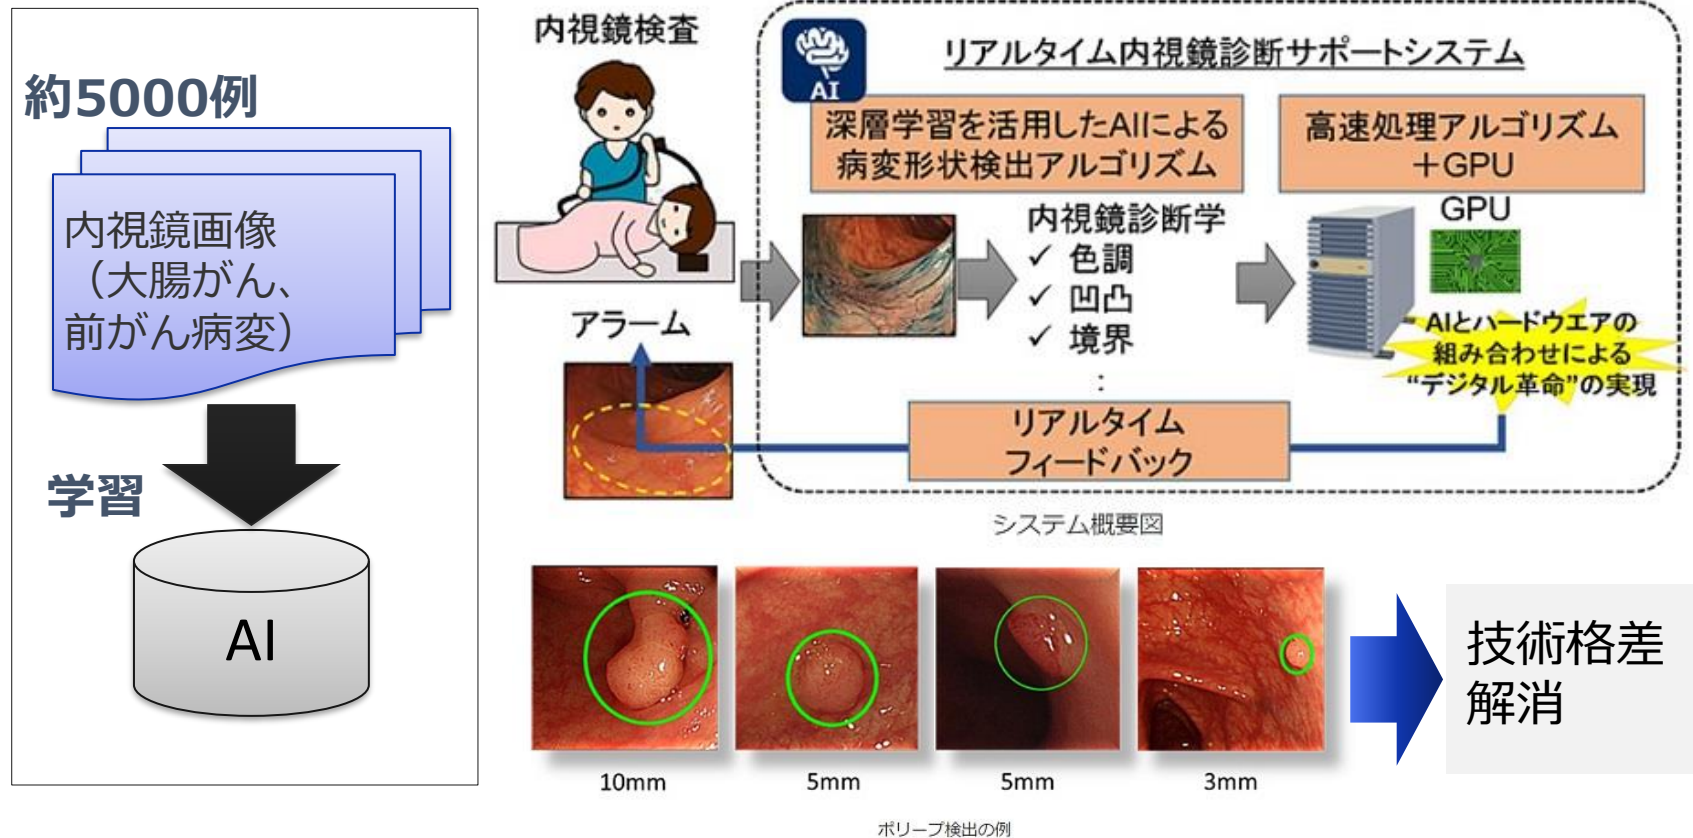 約5000例
内視鏡画像
（大腸がん、
前がん病変）
学習
AI
内視鏡検査
アラーム
AI
リアルタイム内視鏡診断サポートシステム
深層学習を活用したAIによる
病変形状検出アルゴリズム
高速処理アルゴリズム
＋GPU
内視鏡診断学
✓ 色調
✓ 凹凸
✓ 境界
：
GPU
AIとハードウエアの
組み合わせによる
“デジタル革命”の実現
リアルタイム
フィードバック
システム概要図
10mm
5mm
5mm
3mm
ポリープ検出の例
技術格差
解消